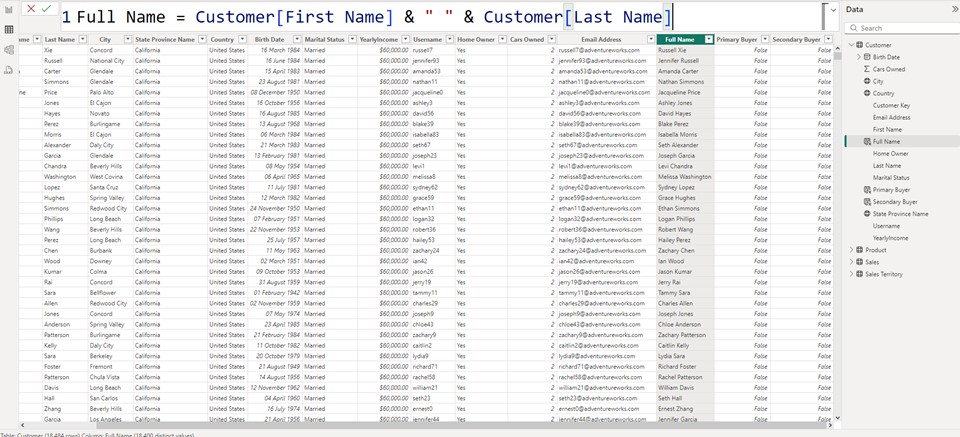 1 Full Name = Customer[First Name] & " " & Customer[Last Name]
Data
Search
Last Name City State Province Name Country Birth Date Marital Status YearlyIncome Username Home Owner Cars Owned Email Address Full Name Primary Buyer Secondary Buyer
Xie Concord California United States 16 March 1984 Married $60,000.00 russell7 Yes 2 russell7@adventureworks.com Russell Xie False False
Russell National City California United States 16 June 1984 Married $60,000.00 jennifer93 Yes 2 jennifer93@adventureworks.com Jennifer Russell False False
Carter Glendale California United States 15 April 1983 Married $60,000.00 amanda53 Yes 2 amanda53@adventureworks.com Amanda Carter False False
Simmons Glendale California United States 23 August 1981 Married $60,000.00 nathan11 Yes 2 nathan11@adventureworks.com Nathan Simmons False False
Price Palo Alto California United States 08 December 1950 Married $60,000.00 jacqueline0 Yes 2 jacqueline0@adventureworks.com Jacqueline Price False False
Jones El Cajon California United States 16 October 1956 Married $60,000.00 ashley3 Yes 2 ashley3@adventureworks.com Ashley Jones False False
Hayes Novato California United States 16 August 1985 Married $60,000.00 david56 Yes 2 david56@adventureworks.com David Hayes False False
Perez Burlingame California United States 13 August 1968 Married $60,000.00 blake39 Yes 2 blake39@adventureworks.com Blake Perez False False
Morris El Cajon California United States 06 March 1984 Married $60,000.00 isabella83 Yes 2 isabella83@adventureworks.com Isabella Morris False False
Alexander Daly City California United States 21 March 1983 Married $60,000.00 seth67 Yes 2 seth67@adventureworks.com Seth Alexander False False
Garcia Glendale California United States 13 February 1981 Married $60,000.00 joseph23 Yes 2 joseph23@adventureworks.com Joseph Garcia False False
Chandra Beverly Hills California United States 08 May 1954 Married $60,000.00 levi1 Yes 2 levi1@adventureworks.com Levi Chandra False False
Washington West Covina California United States 06 April 1965 Married $60,000.00 melissa8 Yes 2 melissa8@adventureworks.com Melissa Washington False False
Lopez Santa Cruz California United States 11 July 1981 Married $60,000.00 sydney62 Yes 2 sydney62@adventureworks.com Sydney Lopez False False
Hughes Spring Valley California United States 12 March 1982 Married $60,000.00 grace59 Yes 2 grace59@adventureworks.com Grace Hughes False False
Simmons Redwood City California United States 24 November 1950 Married $60,000.00 ethan11 Yes 2 ethan11@adventureworks.com Ethan Simmons False False
Phillips Long Beach California United States 07 February 1951 Married $60,000.00 logan32 Yes 2 logan32@adventureworks.com Logan Phillips False False
Wang Beverly Hills California United States 22 November 1953 Married $60,000.00 robert36 Yes 2 robert36@adventureworks.com Robert Wang False False
Perez Long Beach California United States 25 July 1957 Married $60,000.00 hailey53 Yes 2 hailey53@adventureworks.com Hailey Perez False False
Chen Burbank California United States 11 May 1963 Married $60,000.00 zachary24 Yes 2 zachary24@adventureworks.com Zachary Chen False False
Wood Downey California United States 02 March 1951 Married $60,000.00 ian42 Yes 2 ian42@adventureworks.com Ian Wood False False
Kumar Colma California United States 09 October 1953 Married $60,000.00 jason26 Yes 2 jason26@adventureworks.com Jason Kumar False False
Rai Concord California United States 31 December 1959 Married $60,000.00 jerry19 Yes 2 jerry19@adventureworks.com Jerry Rai False False
Sara Bellflower California United States 01 February 1942 Married $60,000.00 tammy11 Yes 2 tammy11@adventureworks.com Tammy Sara False False
Allen Redwood City California United States 02 November 1959 Married $60,000.00 charles29 Yes 2 charles29@adventureworks.com Charles Allen False False
Jones Concord California United States 07 May 1974 Married $60,000.00 joseph9 Yes 2 joseph9@adventureworks.com Joseph Jones False False
Anderson Spring Valley California United States 23 April 1985 Married $60,000.00 chloe43 Yes 2 chloe43@adventureworks.com Chloe Anderson False False
Patterson Burlingame California United States 21 February 1984 Married $60,000.00 zachary9 Yes 2 zachary9@adventureworks.com Zachary Patterson False False
Kelly Daly City California United States 11 October 1982 Married $60,000.00 caitlin2 Yes 2 caitlin2@adventureworks.com Caitlin Kelly False False
Sara Berkeley California United States 20 October 1979 Married $60,000.00 lydia9 Yes 2 lydia9@adventureworks.com Lydia Sara False False
Foster Fremont California United States 21 August 1949 Married $60,000.00 richard71 Yes 2 richard71@adventureworks.com Richard Foster False False
Patterson Chula Vista California United States 14 August 1956 Married $60,000.00 rachel58 Yes 2 rachel58@adventureworks.com Rachel Patterson False False
Davis Long Beach California United States 12 November 1962 Married $60,000.00 william21 Yes 2 william21@adventureworks.com William Davis False False
Hall San Carlos California United States 04 April 1960 Married $60,000.00 seth23 Yes 2 seth23@adventureworks.com Seth Hall False False
Zhang Beverly Hills California United States 16 July 1974 Married $60,000.00 ernest0 Yes 2 ernest0@adventureworks.com Ernest Zhang False False
Garcia Los Angeles California United States 21 April 1956 Married $60,000.00 jennifer44 Yes 2 jennifer44@adventureworks.com Jennifer Garcia False False
Customer
Birth Date
Cars Owned
City
Country
Customer Key
Email Address
First Name
Full Name
Home Owner
Last Name
Marital Status
Primary Buyer
Secondary Buyer
State Province Name
Username
YearlyIncome
Product
Sales
Sales Territory
Table: Customer (18,484 rows) Column: Full Name (18,400 distinct values)